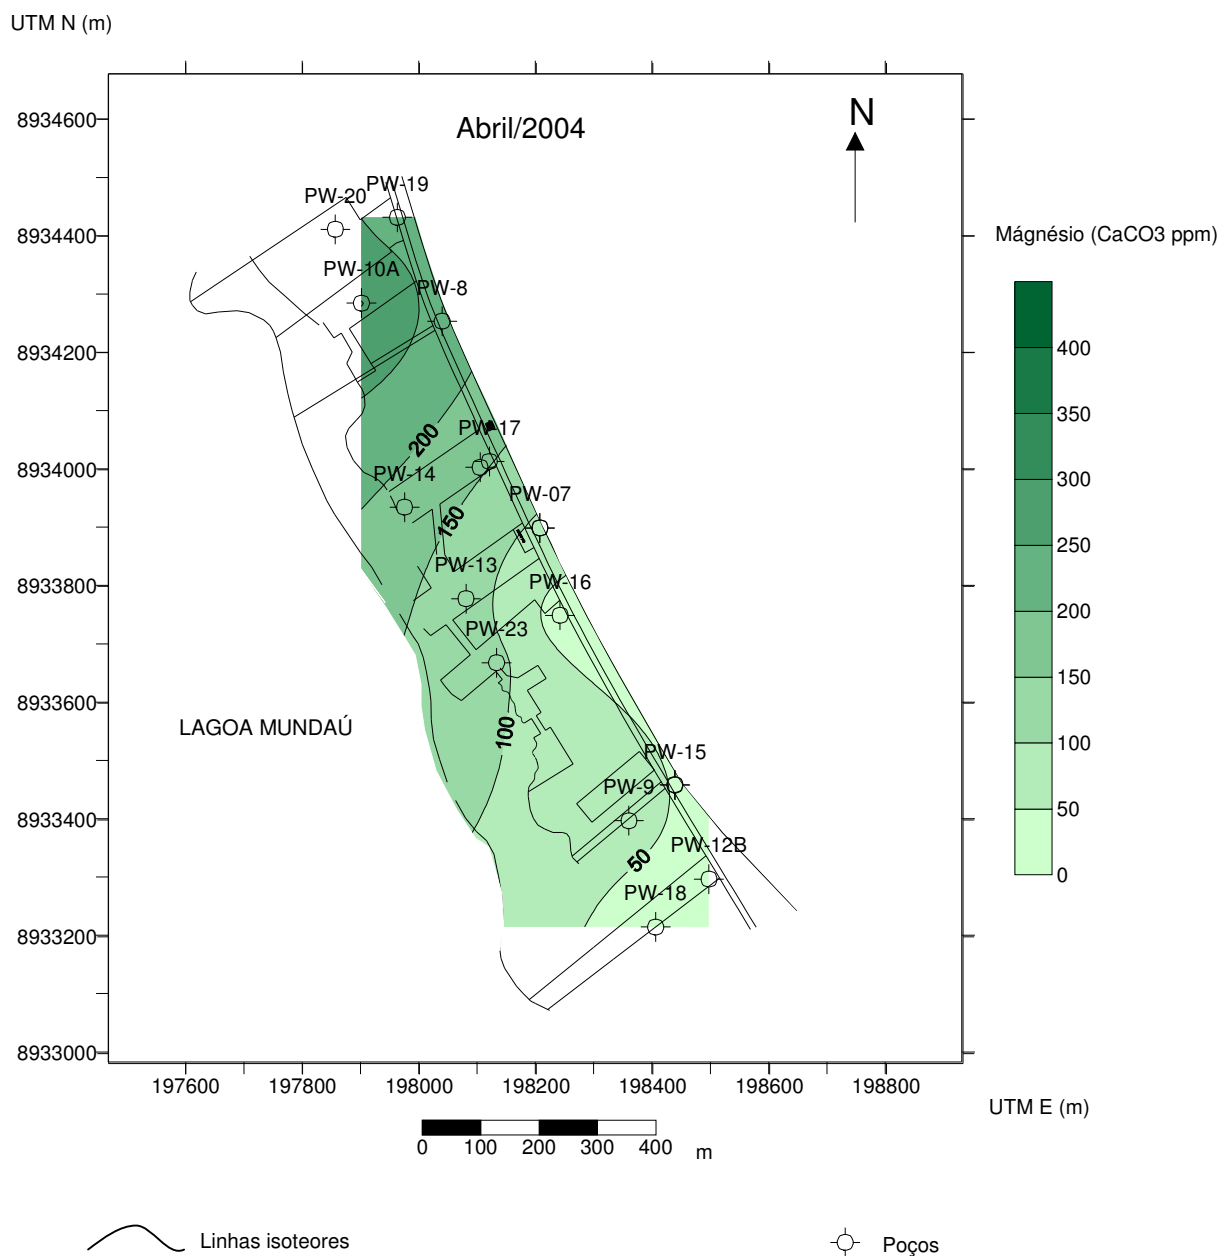 UTM N (m)
Abril/2004
N
8934600
8934400
8934200
8934000
8933800
8933600
8933400
8933200
8933000
PW-19
PW-20
PW-10A
PW-8
200
PW-17
PW-14
PW-07
150
PW-13
PW-16
PW-23
LAGOA MUNDAÚ
100
PW-15
PW-9
PW-12B
50
PW-18
Mágnésio (CaCO3 ppm)
400
350
300
250
200
150
100
50
0
197600 197800 198000 198200 198400 198600 198800
UTM E (m)
0 100 200 300 400 m
Linhas isoteores
Poços